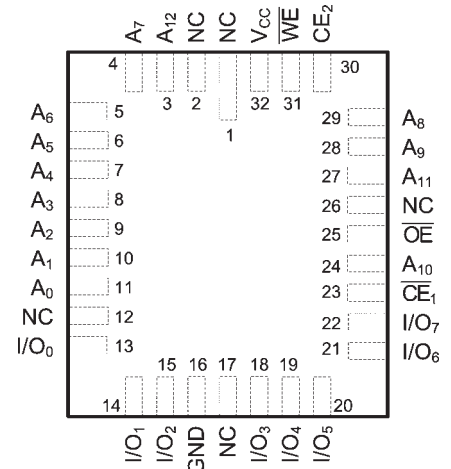 A7 A12 NC NC VCC W̅E̅ CE2
4 3 2 1 32 31 30
A6 5
A5 6
A4 7
A3 8
A2 9
A1 10
A0 11
NC 12
I/O0 13
29 A8
28 A9
27 A11
26 NC
25 O̅E̅
24 A10
23 C̅E̅1
22 I/O7
21 I/O6
14 15 16 17 18 19 20
I/O1 I/O2 GND NC I/O3 I/O4 I/O5